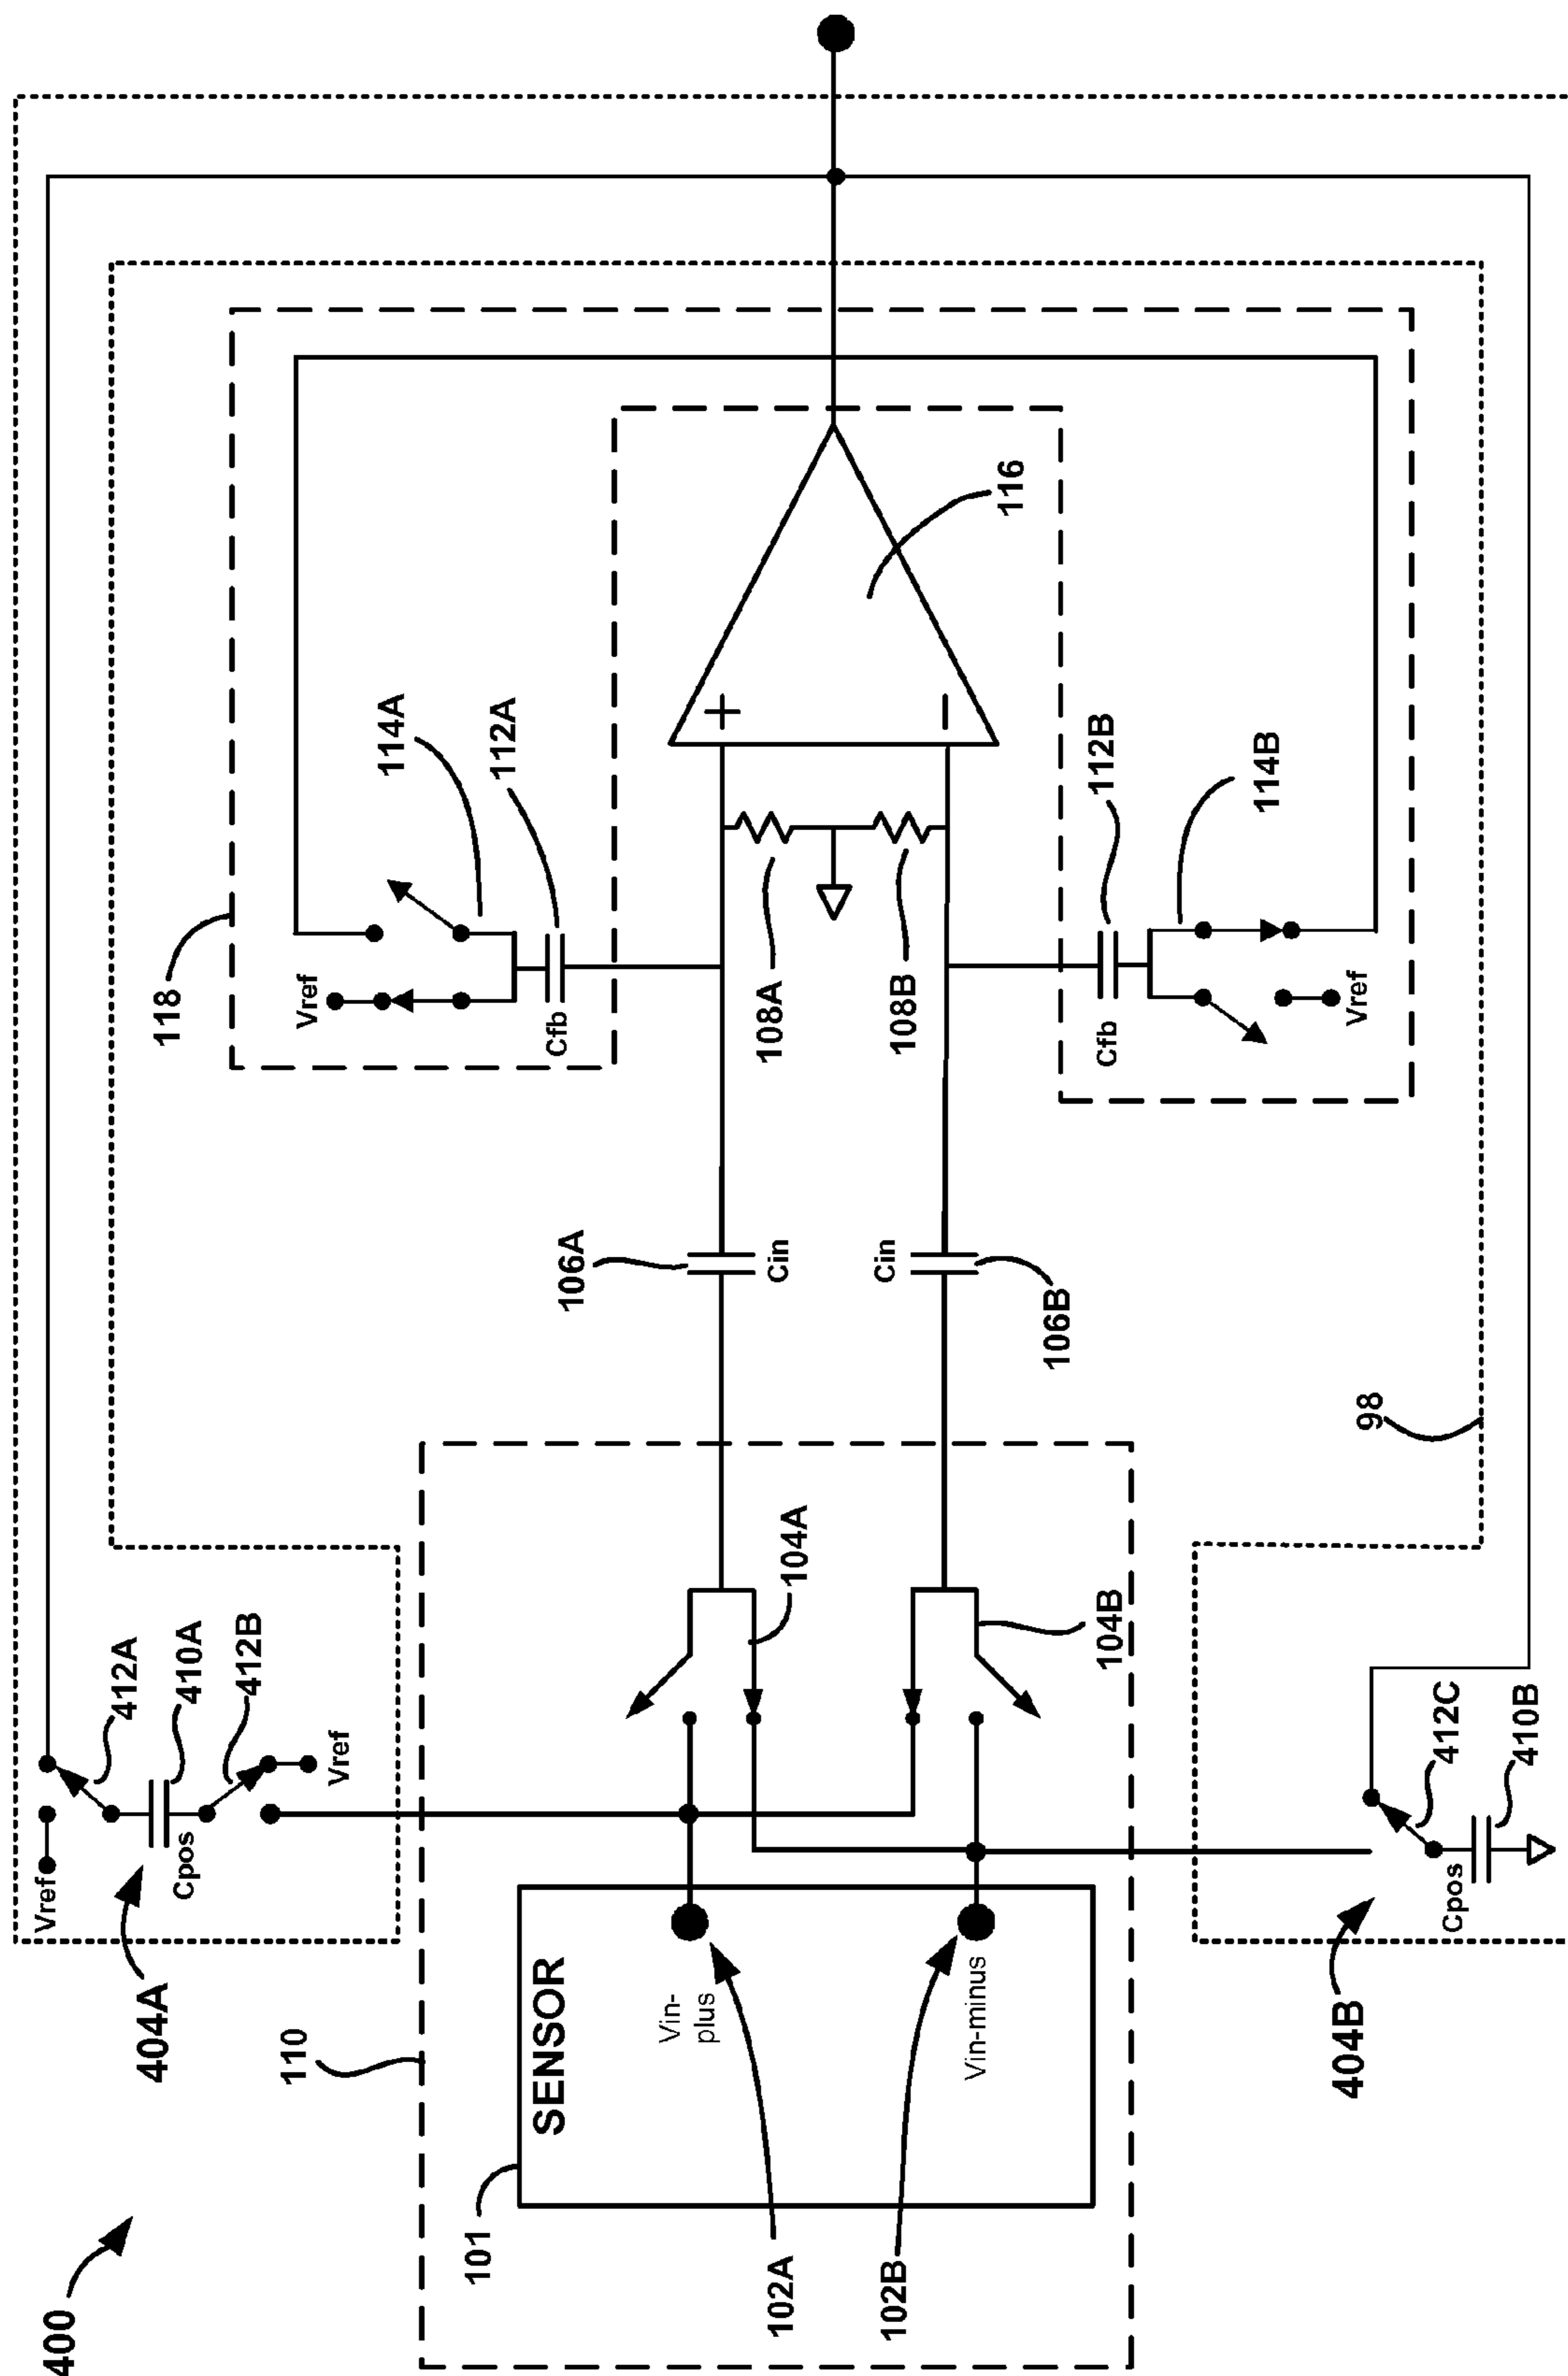 400
404A
Vref
Cpos
412A
410A
412B
Vref
110
101
SENSOR
Vin-
plus
Vin-minus
102A
102B
104A
104B
106A
Cin
Cin
106B
118
Vref
Cfb
114A
112A
108A
108B
+
−
116
Cfb
112B
114B
Vref
98
404B
Cpos
412C
410B